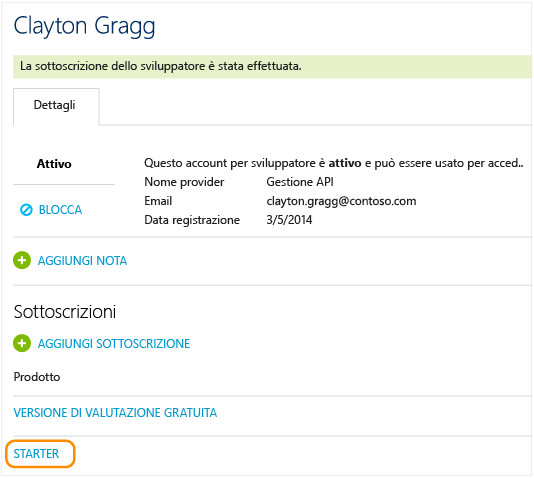 Clayton Gragg
La sottoscrizione dello sviluppatore è stata effettuata.
Dettagli
Attivo
Questo account per sviluppatore è attivo e può essere usato per acced..
Nome provider Gestione API
BLOCCA
Email clayton.gragg@contoso.com
Data registrazione 3/5/2014
AGGIUNGI NOTA
Sottoscrizioni
AGGIUNGI SOTTOSCRIZIONE
Prodotto
VERSIONE DI VALUTAZIONE GRATUITA
STARTER